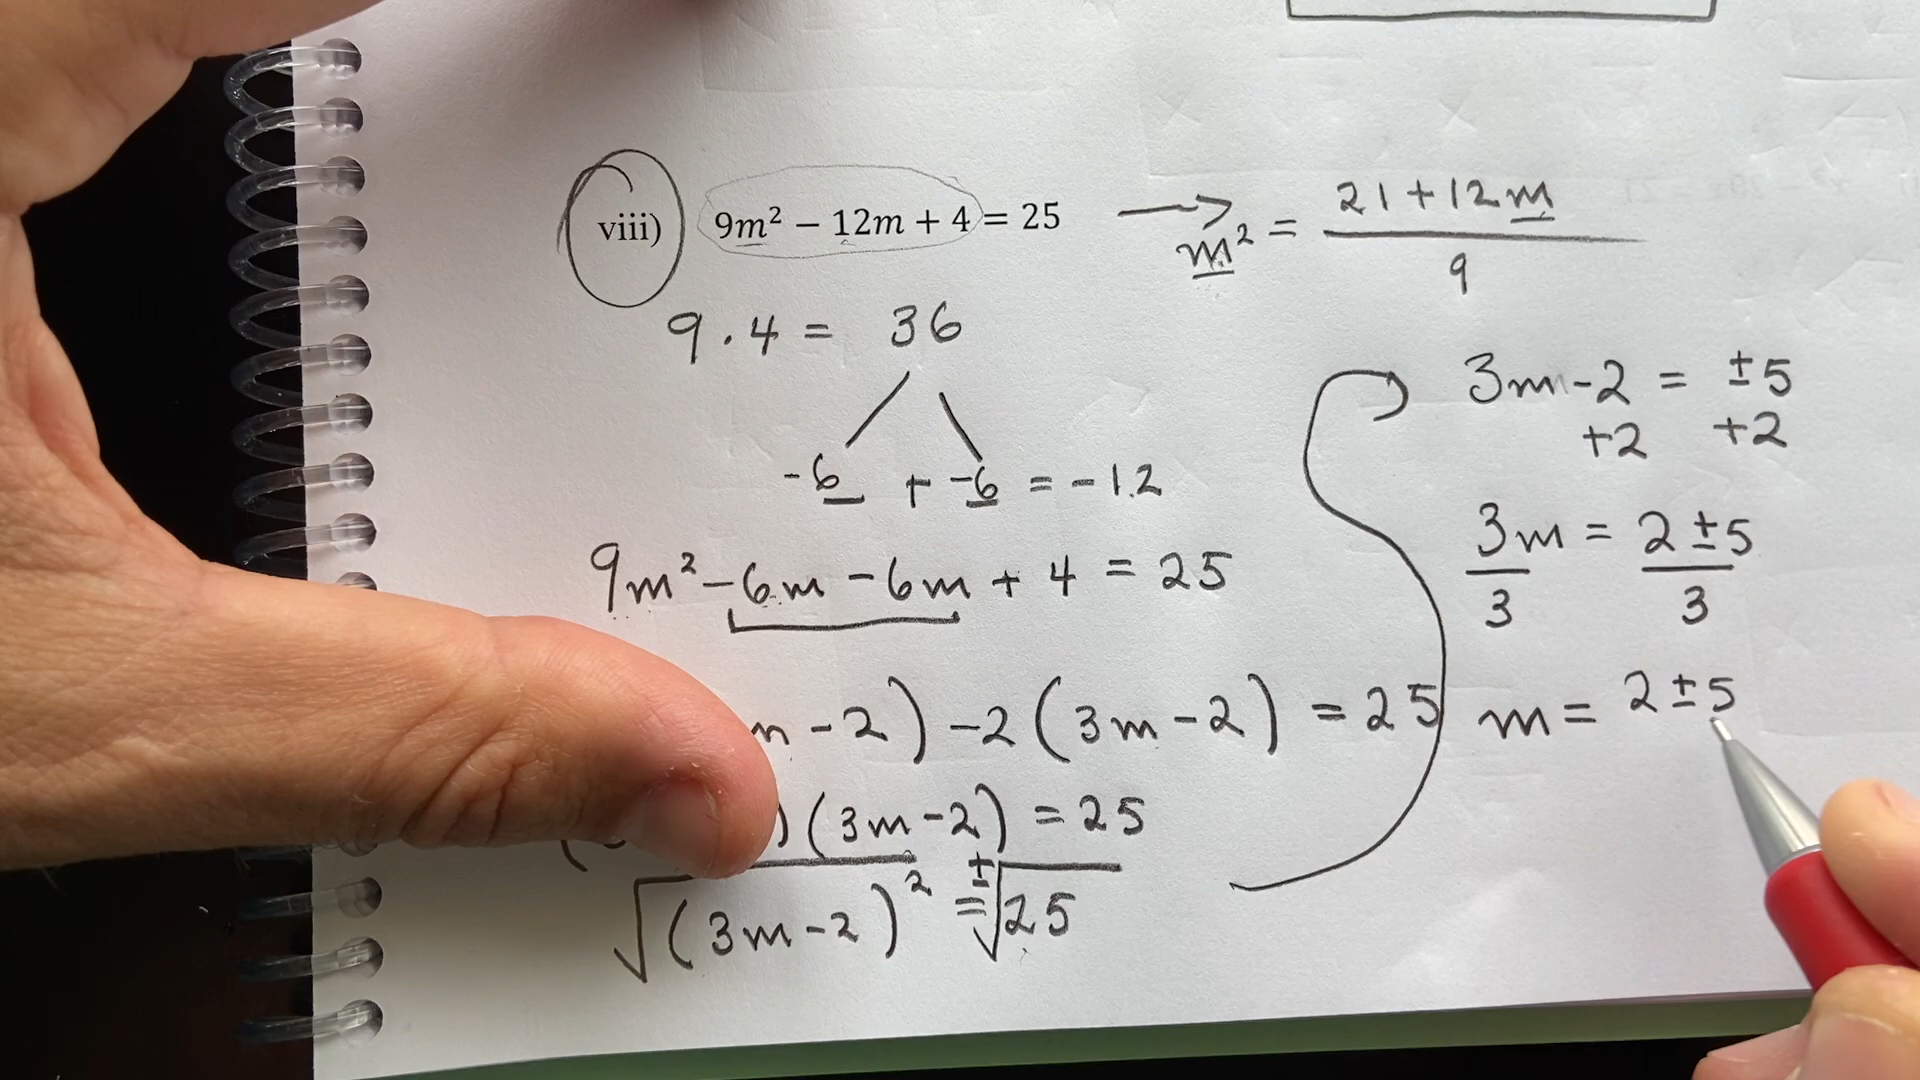 viii) 9m² − 12m + 4 = 25 → m² = 21 + 12m / 9
9 . 4 = 36
-6 + -6 = -12
9m² - 6m - 6m + 4 = 25
- 2) - 2(3m - 2) = 25
)(3m - 2) = 25
√(3m - 2)² = ±√25
3m - 2 = ±5
+2 +2
3m = 2 ± 5
3 3
m = 2 ± 5